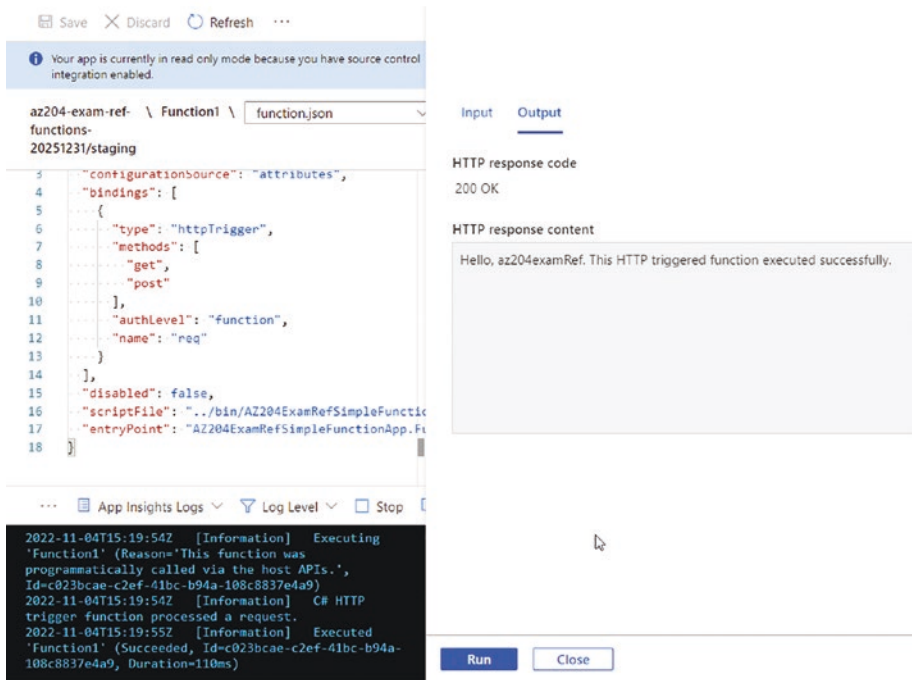 Save Discard Refresh ...
Your app is currently in read only mode because you have source control
integration enabled.
az204-exam-ref- \ Function1 \ function.json
functions-
20251231/staging
3 "configurationSource": "attributes",
4 "bindings": [
5 {
6 "type": "httpTrigger",
7 "methods": [
8 "get",
9 "post"
10 ],
11 "authLevel": "function",
12 "name": "req"
13 }
14 ],
15 "disabled": false,
16 "scriptFile": "../bin/AZ204ExamRefSimpleFunctio
17 "entryPoint": "AZ204ExamRefSimpleFunctionApp.Fu
18 }
... App Insights Logs Log Level Stop
2022-11-04T15:19:54Z [Information] Executing
'Function1' (Reason='This function was
programmatically called via the host APIs.',
Id=c023bcae-c2ef-41bc-b94a-108c8837e4a9)
2022-11-04T15:19:54Z [Information] C# HTTP
trigger function processed a request.
2022-11-04T15:19:55Z [Information] Executed
'Function1' (Succeeded, Id=c023bcae-c2ef-41bc-b94a-
108c8837e4a9, Duration=110ms)
Input Output
HTTP response code
200 OK
HTTP response content
Hello, az204examRef. This HTTP triggered function executed successfully.
Run Close